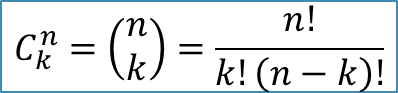 $C_k^n = \binom{n}{k} = \frac{n!}{k!\,(n-k)!}$